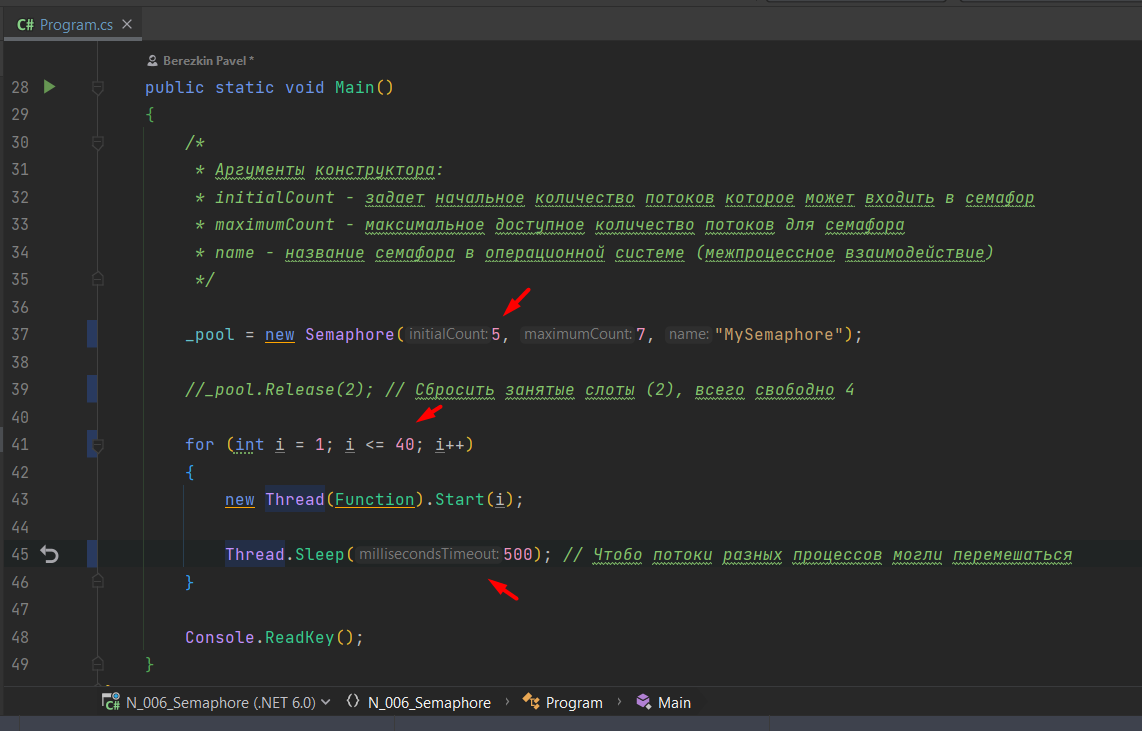 C# Program.cs ×
Berezkin Pavel *
28 public static void Main()
29 {
30 /*
31 * Аргументы конструктора:
32 * initialCount - задает начальное количество потоков которое может входить в семафор
33 * maximumCount - максимальное доступное количество потоков для семафора
34 * name - название семафора в операционной системе (межпроцессное взаимодействие)
35 */
36
37 _pool = new Semaphore(initialCount: 5, maximumCount: 7, name: "MySemaphore");
38
39 //_pool.Release(2); // Сбросить занятые слоты (2), всего свободно 4
40
41 for (int i = 1; i <= 40; i++)
42 {
43 new Thread(Function).Start(i);
44
45 Thread.Sleep(millisecondsTimeout: 500); // Чтобо потоки разных процессов могли перемешаться
46 }
47
48 Console.ReadKey();
49 }
C# N_006_Semaphore (.NET 6.0) N_006_Semaphore › Program › Main